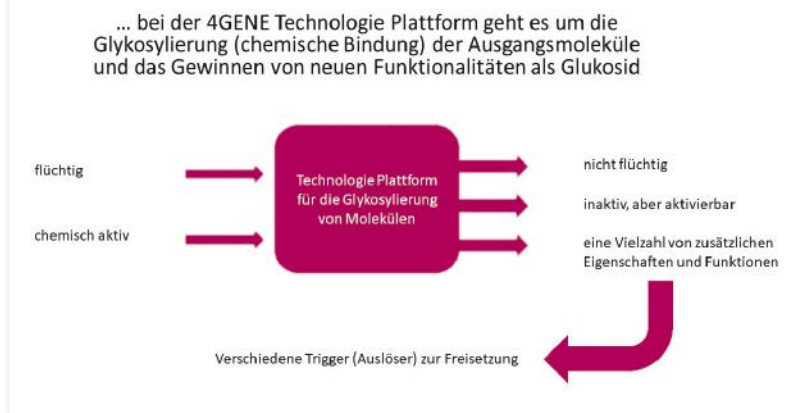 ... bei der 4GENE Technologie Plattform geht es um die
Glykosylierung (chemische Bindung) der Ausgangsmoleküle
und das Gewinnen von neuen Funktionalitäten als Glukosid
flüchtig
chemisch aktiv
Technologie Plattform
für die Glykosylierung
von Molekülen
nicht flüchtig
inaktiv, aber aktivierbar
eine Vielzahl von zusätzlichen
Eigenschaften und Funktionen
Verschiedene Trigger (Auslöser) zur Freisetzung